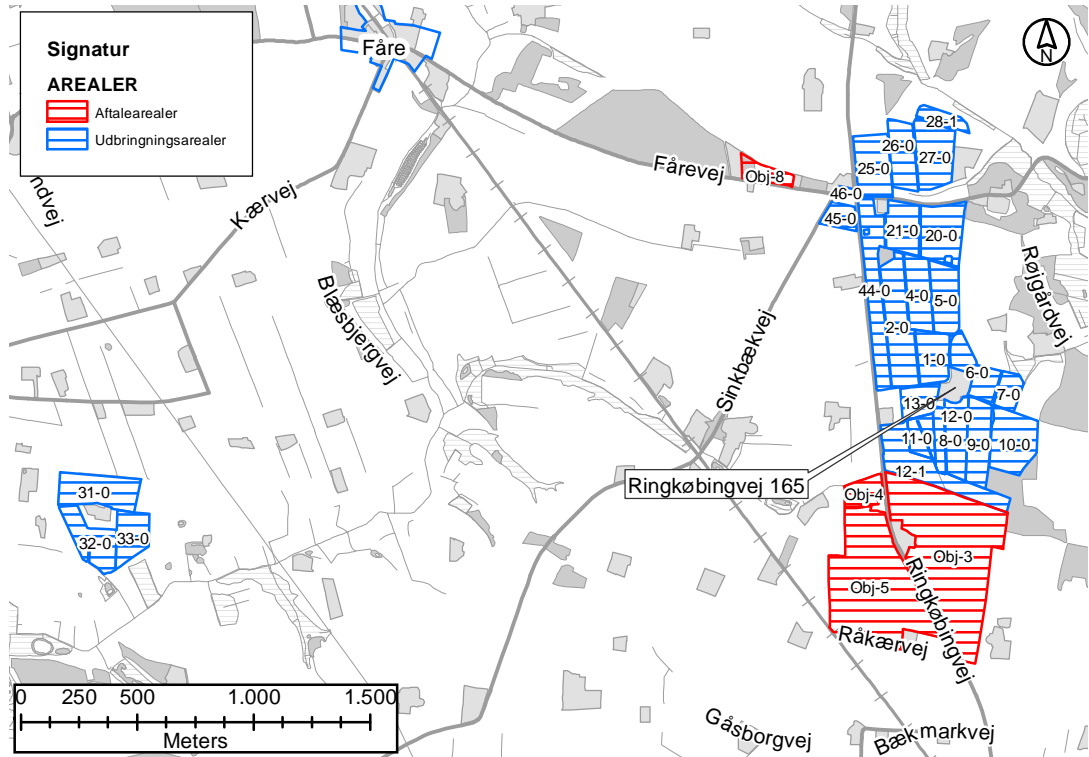 Signatur
AREALER
Aftalearealer
Udbringningsarealer
Fåre
N
ndvej
Kærvej
Fårevej
Obj-8
28-1
26-0
27-0
25-0
46-0
45-0
21-0
20-0
Røjgårdvej
Blæsbjergvej
44-0
4-0
5-0
2-0
1-0
Sinkbækvej
6-0
7-0
13-0
12-0
11-0
8-0
9-0
10-0
12-1
Ringkøbingvej 165
31-0
32-0
33-0
Obj-4
Obj-3
Obj-5
Ringkøbingvej
Råkærvej
Gåsborgvej
Bækmarkvej
0 250 500 1.000 1.500
Meters